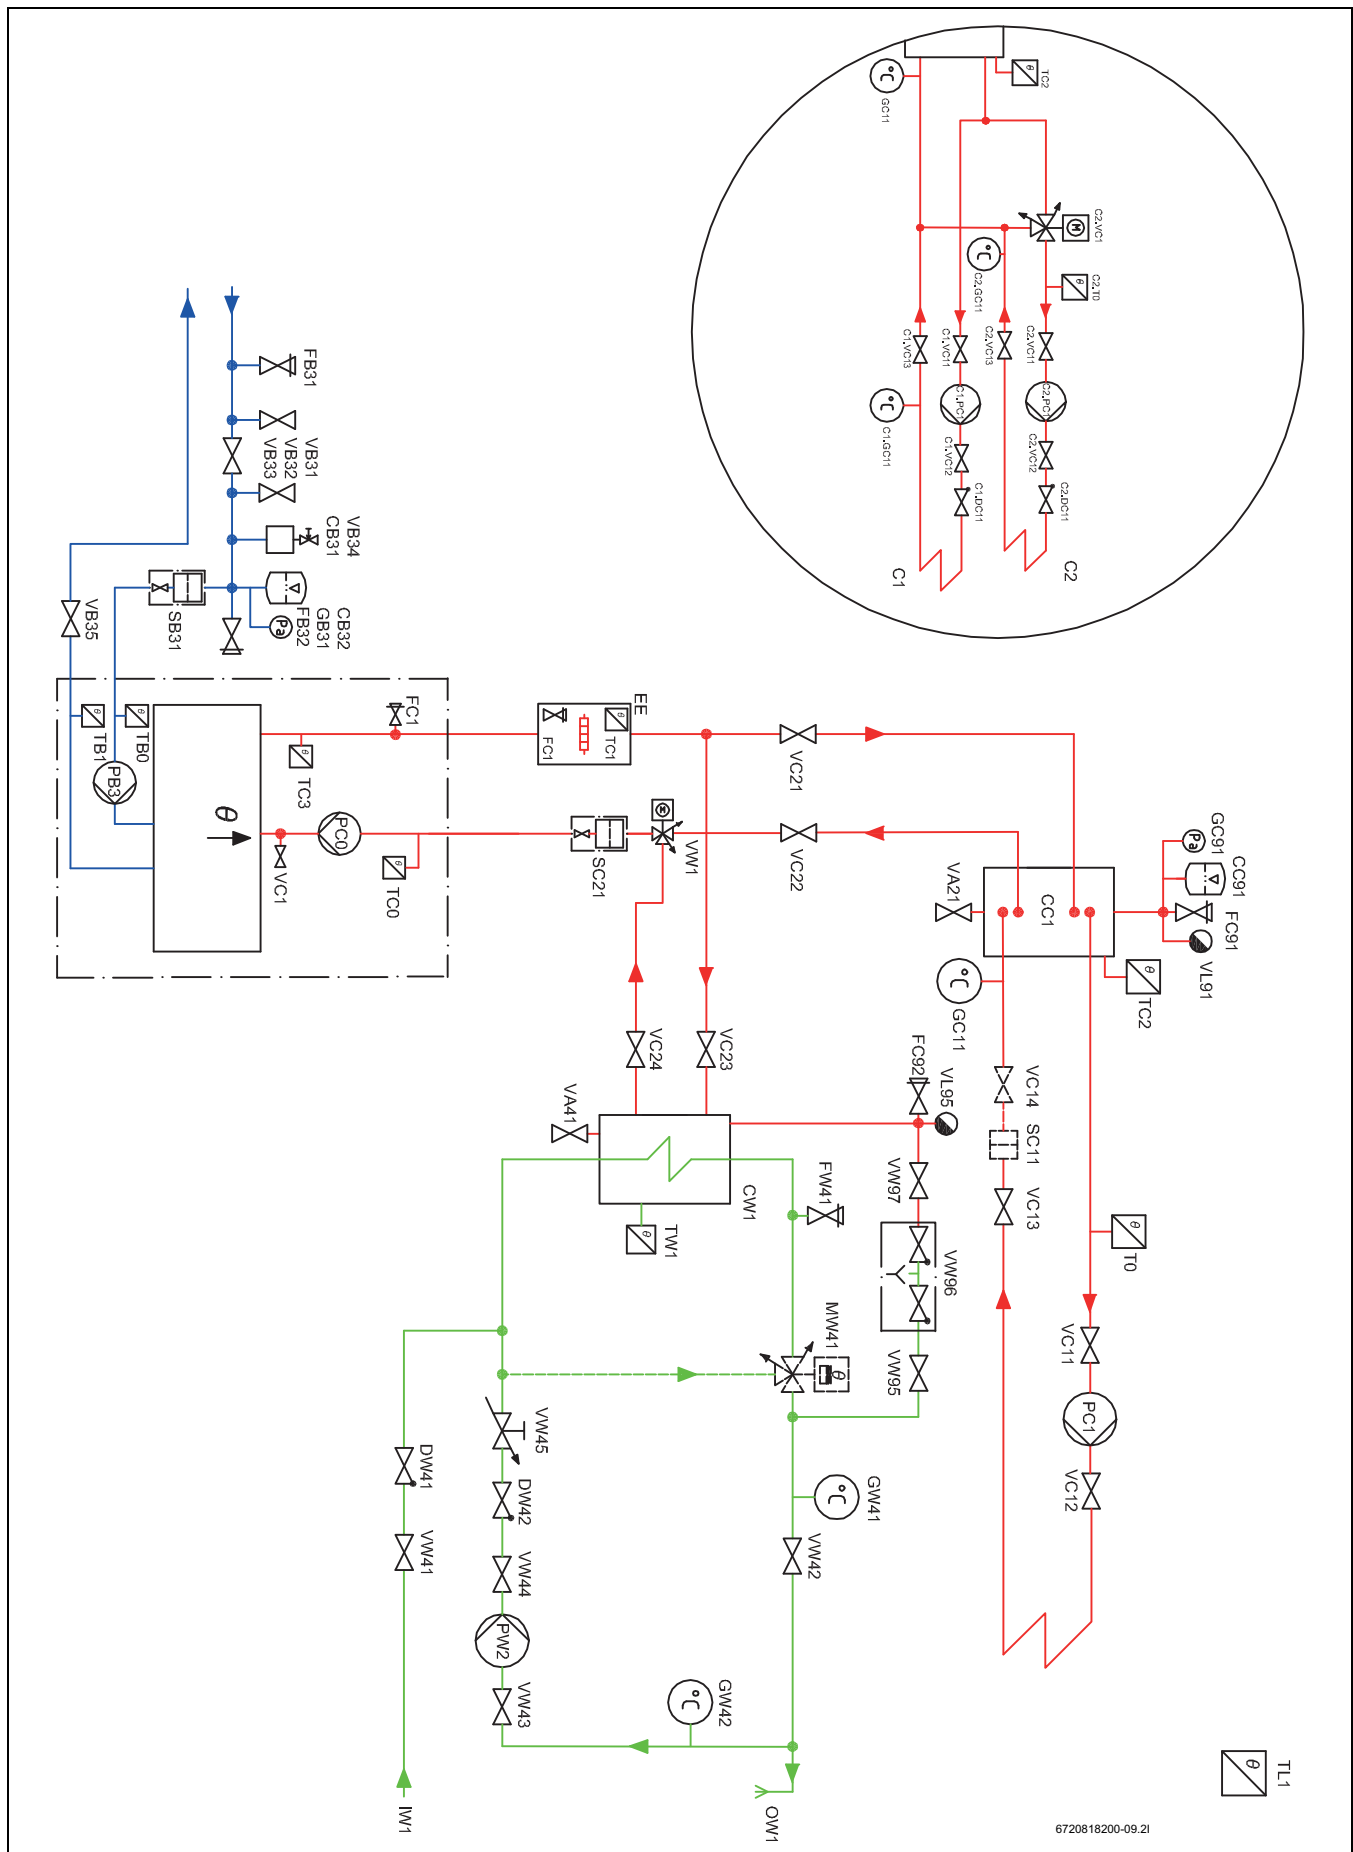 TC2
θ
°C
GC11
C2.VC1
M
C2.T0
θ
°C
C2.GC11
C1.VC13
C1.VC11
C2.VC13
C2.VC11
°C
C1.GC11
C1.PC1
C2.PC1
C1.VC12
C2.VC12
C1.DC11
C2.DC11
C1
C2
FB31
VB31
VB32
VB33
VB34
CB31
CB32
GB31
FB32
Pa
SB31
VB35
TB1
θ
TB0
θ
PB3
θ
TC3
θ
FC1
PC0
VC1
TC0
θ
EE
FC1
TC1
θ
SC21
M
VW1
VC21
VC22
VA21
CC1
GC91
Pa
CC91
FC91
VL91
TC2
θ
°C
GC11
VC24
VC23
VA41
CW1
TW1
θ
FC92
VL95
VW97
VW96
VW95
FW41
MW41
θ
VC14
SC11
VC13
T0
θ
VC11
PC1
VC12
DW41
VW41
VW45
DW42
VW44
PW2
VW43
°C
GW41
VW42
°C
GW42
IW1
OW1
TL1
θ
6720818200-09.2I